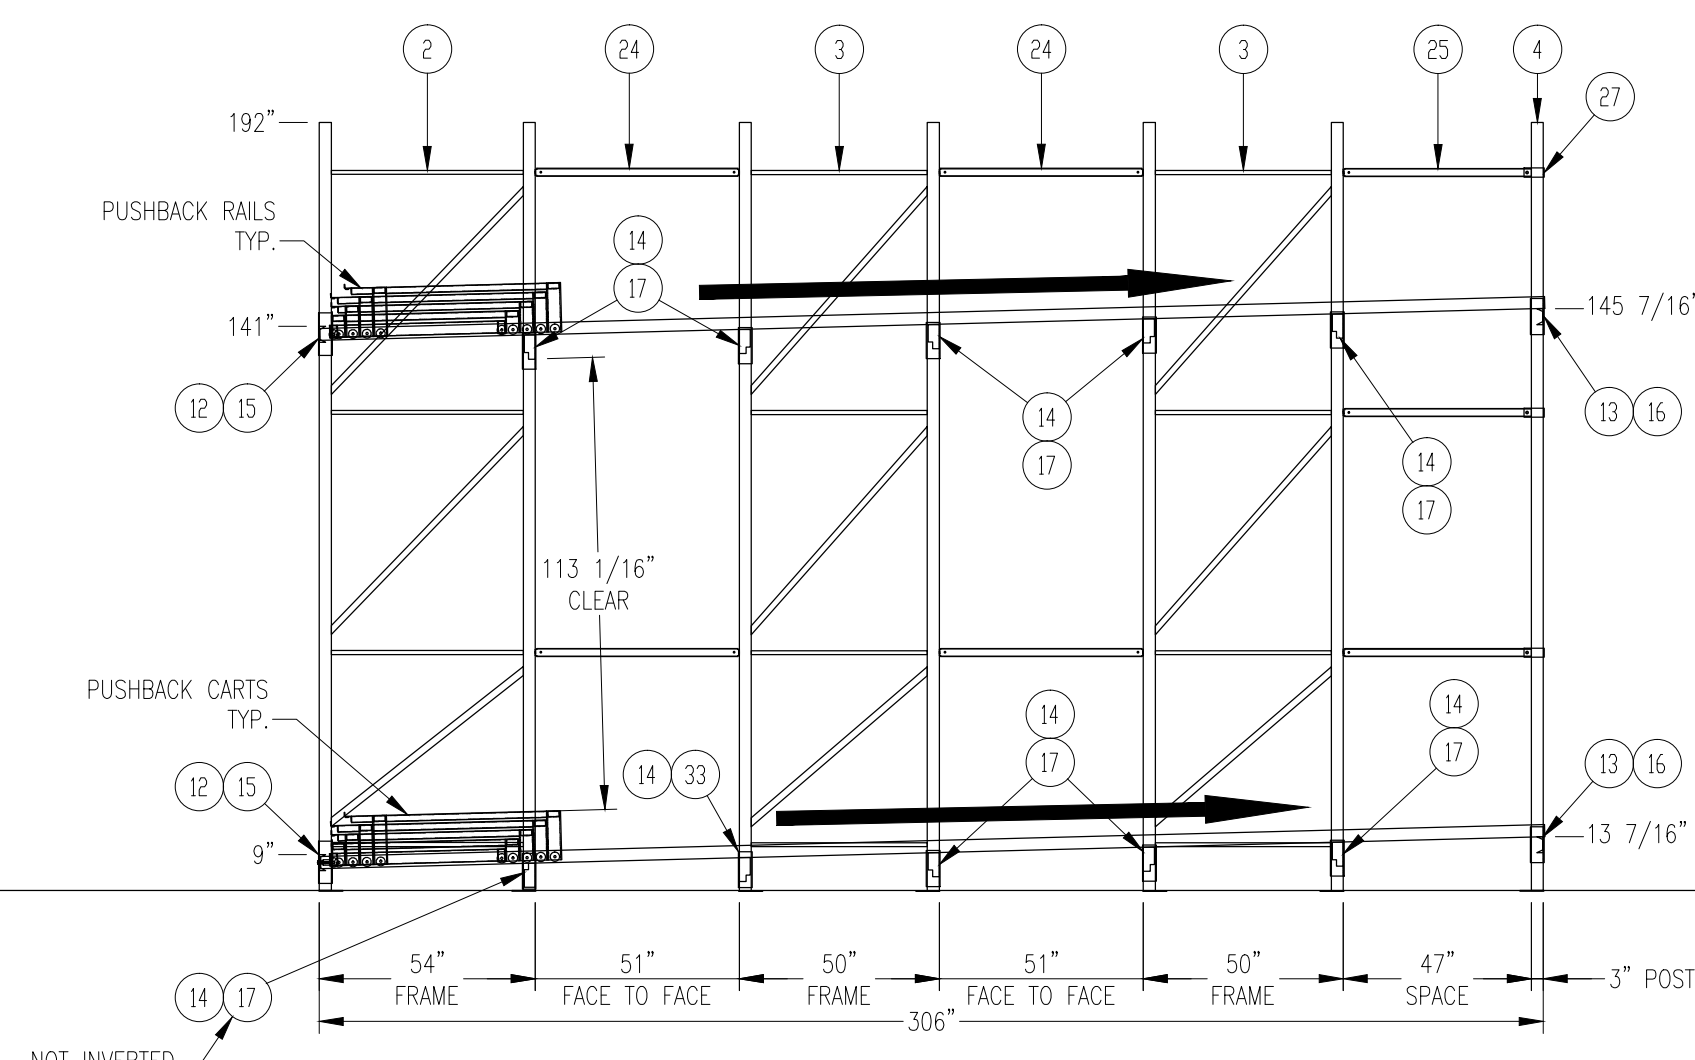 2 24 3 24 3 25 4
27
192”
PUSHBACK RAILS
TYP.
14
17
141”
145 7/16”
12 15
14
17
13 16
14
17
113 1/16”
CLEAR
PUSHBACK CARTS
TYP.
14
17
14
17
12 15
14 33
13 16
9”
13 7/16”
54”
FRAME
51”
FACE TO FACE
50”
FRAME
51”
FACE TO FACE
50”
FRAME
47”
SPACE
3” POST
14 17
306”
NOT INVERTED